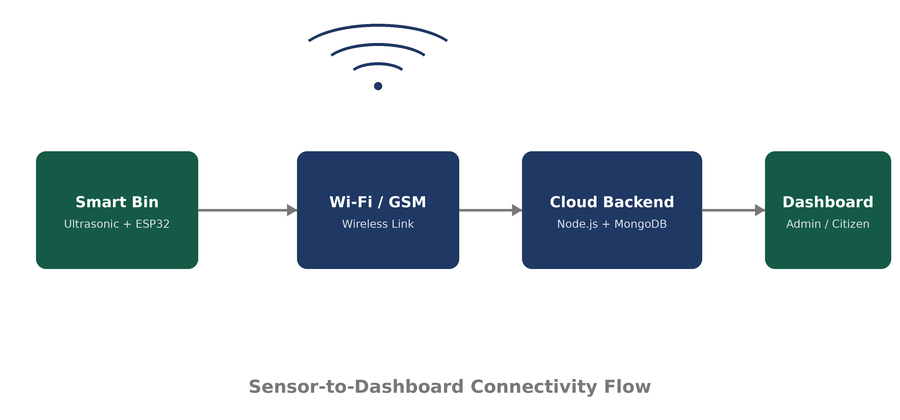 Smart Bin
Ultrasonic + ESP32
Wi-Fi / GSM
Wireless Link
Cloud Backend
Node.js + MongoDB
Dashboard
Admin / Citizen
Sensor-to-Dashboard Connectivity Flow